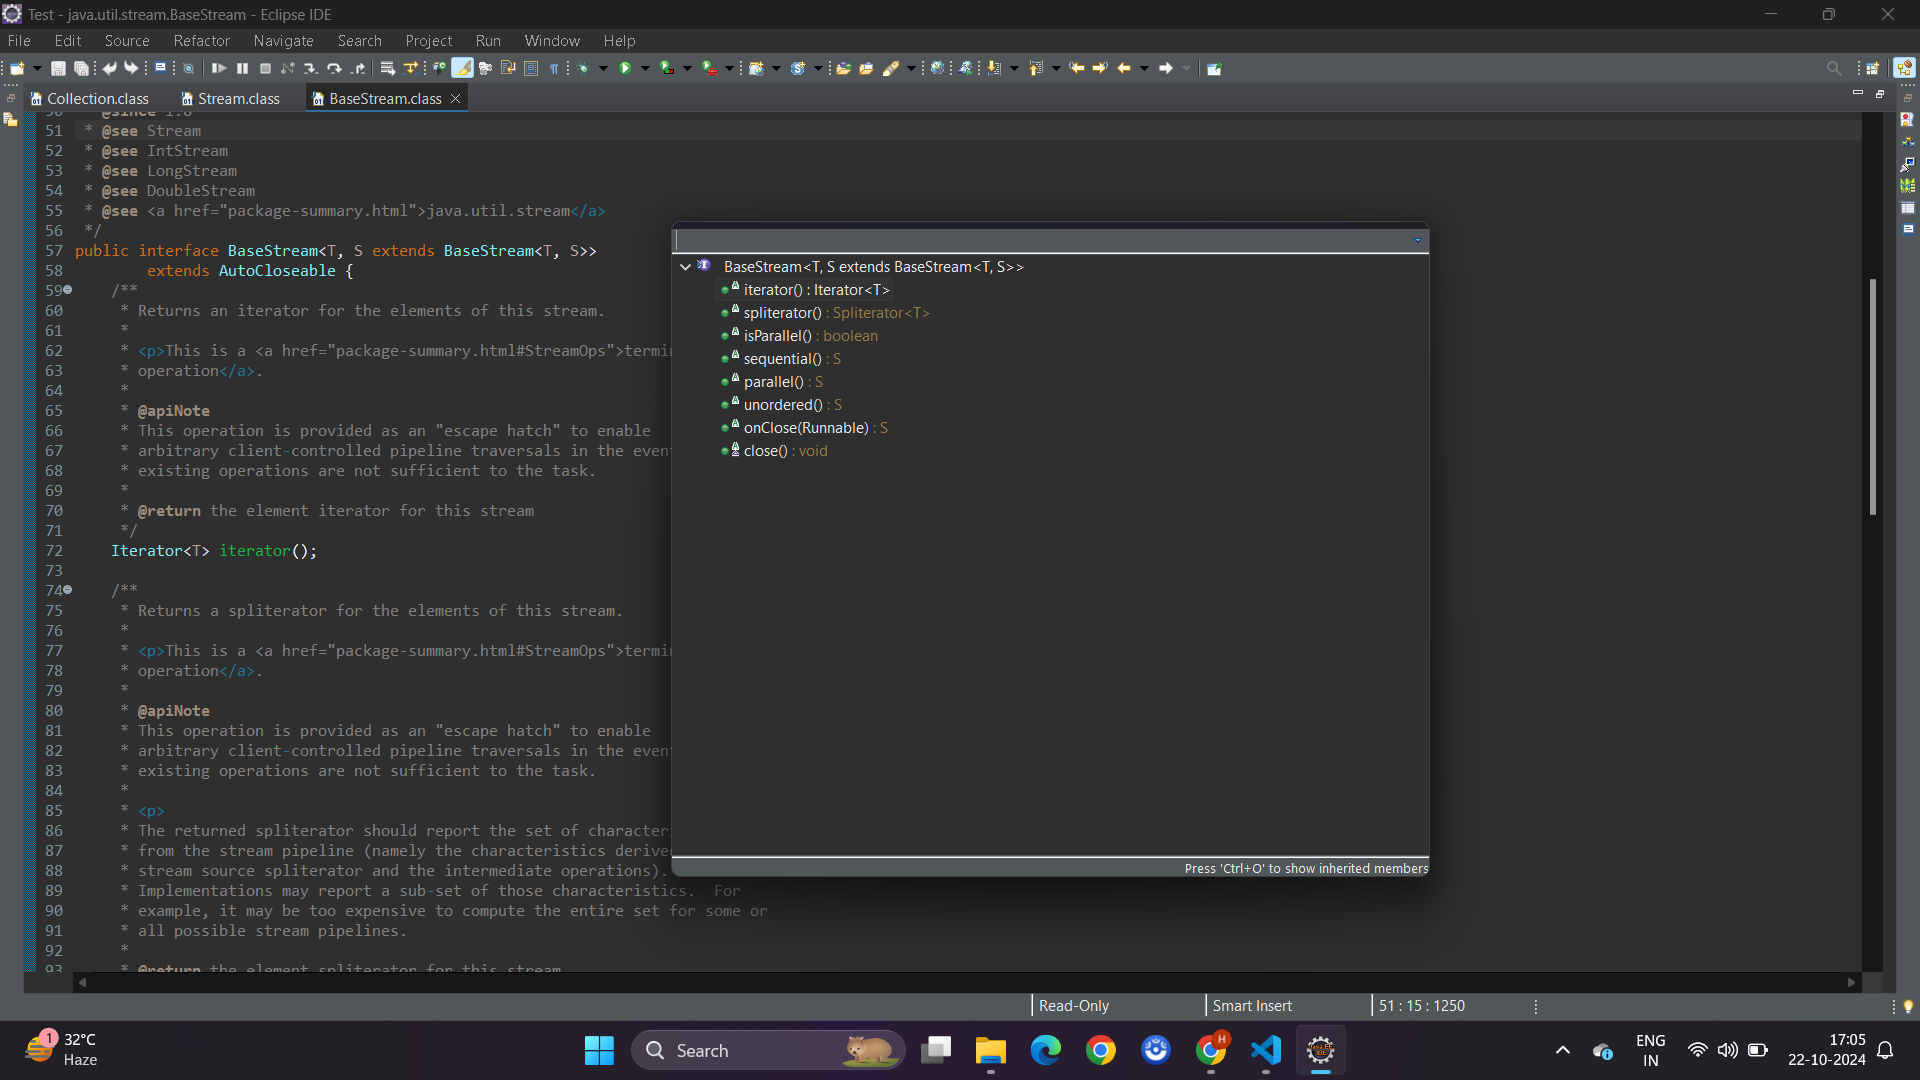 Test - java.util.stream.BaseStream - Eclipse IDE
File Edit Source Refactor Navigate Search Project Run Window Help
Collection.class Stream.class BaseStream.class
50 * @since 1.8
51 * @see Stream
52 * @see IntStream
53 * @see LongStream
54 * @see DoubleStream
55 * @see <a href="package-summary.html">java.util.stream</a>
56 */
57 public interface BaseStream<T, S extends BaseStream<T, S>>
58 extends AutoCloseable {
59 /**
60 * Returns an iterator for the elements of this stream.
61 *
62 * <p>This is a <a href="package-summary.html#StreamOps">termin
63 * operation</a>.
64 *
65 * @apiNote
66 * This operation is provided as an "escape hatch" to enable
67 * arbitrary client-controlled pipeline traversals in the even
68 * existing operations are not sufficient to the task.
69 *
70 * @return the element iterator for this stream
71 */
72 Iterator<T> iterator();
73
74 /**
75 * Returns a spliterator for the elements of this stream.
76 *
77 * <p>This is a <a href="package-summary.html#StreamOps">termin
78 * operation</a>.
79 *
80 * @apiNote
81 * This operation is provided as an "escape hatch" to enable
82 * arbitrary client-controlled pipeline traversals in the even
83 * existing operations are not sufficient to the task.
84 *
85 * <p>
86 * The returned spliterator should report the set of character
87 * from the stream pipeline (namely the characteristics derive
88 * stream source spliterator and the intermediate operations).
89 * Implementations may report a sub-set of those characteristics. For
90 * example, it may be too expensive to compute the entire set for some or
91 * all possible stream pipelines.
92 *
93 * @return the element spliterator for this stream
BaseStream<T, S extends BaseStream<T, S>>
iterator() : Iterator<T>
spliterator() : Spliterator<T>
isParallel() : boolean
sequential() : S
parallel() : S
unordered() : S
onClose(Runnable) : S
close() : void
Press 'Ctrl+O' to show inherited members
Read-Only Smart Insert 51 : 15 : 1250
1
32°C
Haze
Search
H
JAVA EE
IDE
ENG
IN
17:05
22-10-2024